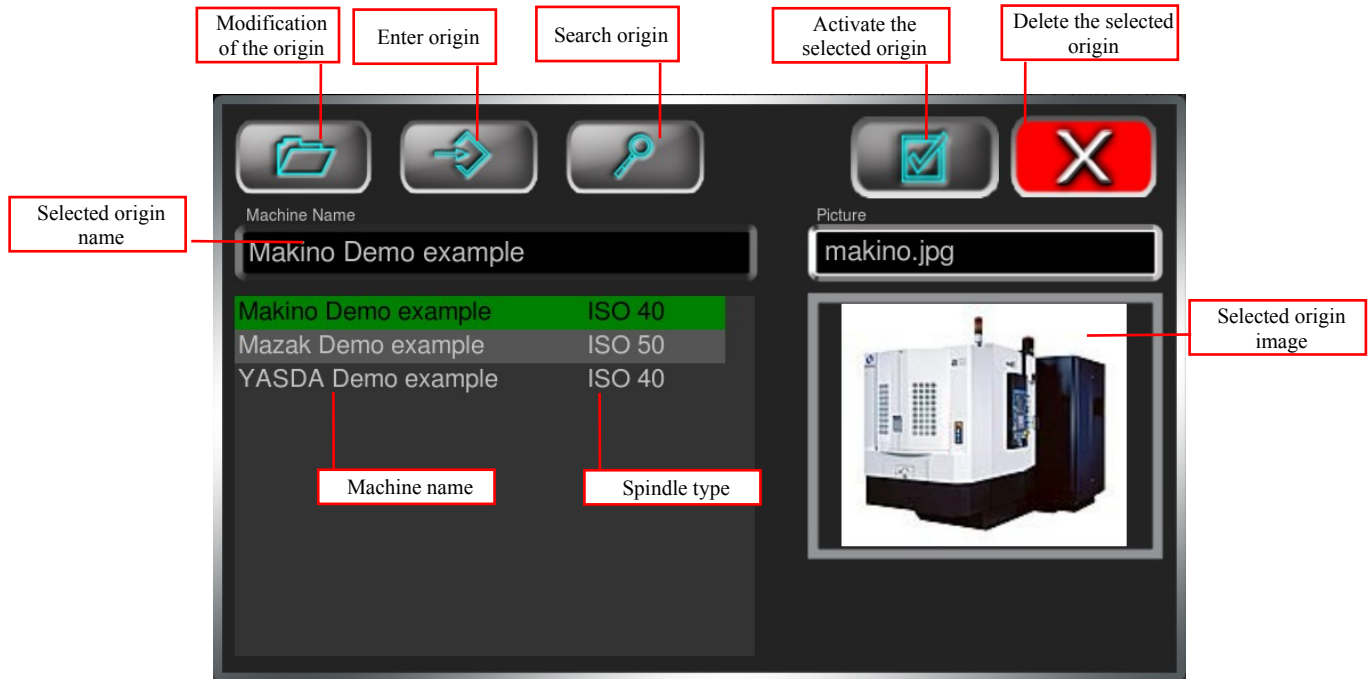 Modification
of the origin
Enter origin
Search origin
Activate the
selected origin
Delete the selected
origin
Selected origin
name
Machine Name
Makino Demo example
Picture
makino.jpg
Makino Demo example ISO 40
Mazak Demo example ISO 50
YASDA Demo example ISO 40
Selected origin
image
Machine name
Spindle type